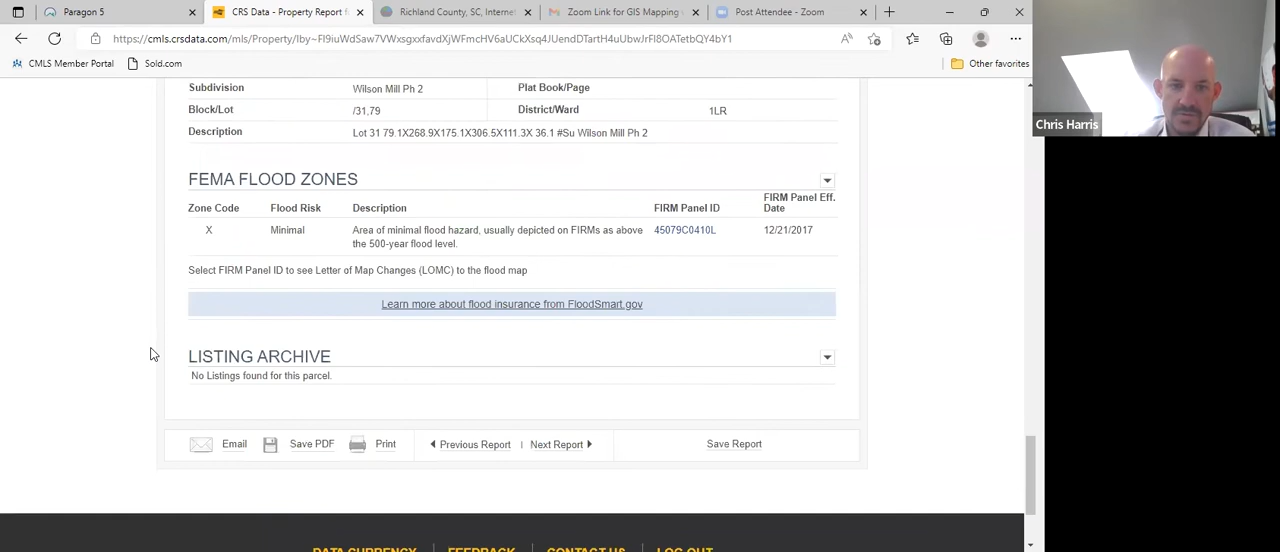 Paragon 5
CRS Data - Property Report f
Richland County, SC, Internet
Zoom Link for GIS Mapping
Post Attendee - Zoom
https://cmls.crsdata.com/mls/Property/
CMLS Member Portal
Sold.com
Other favorites
Subdivision Wilson Mill Ph 2 Plat Book/Page
Block/Lot /31,79 District/Ward 1LR
Description Lot 31 79.1X268.9X175.1X306.5X111.3X 36.1 #Su Wilson Mill Ph 2
FEMA FLOOD ZONES
Zone Code Flood Risk Description FIRM Panel ID FIRM Panel Eff. Date
X Minimal Area of minimal flood hazard, usually depicted on FIRMs as above 45079C0410L 12/21/2017
the 500-year flood level.
Select FIRM Panel ID to see Letter of Map Changes (LOMC) to the flood map
Learn more about flood insurance from FloodSmart.gov
LISTING ARCHIVE
No Listings found for this parcel.
Email Save PDF Print Previous Report | Next Report Save Report
DATA CURRENCY FEEDBACK CONTACT US LOG OUT
Chris Harris